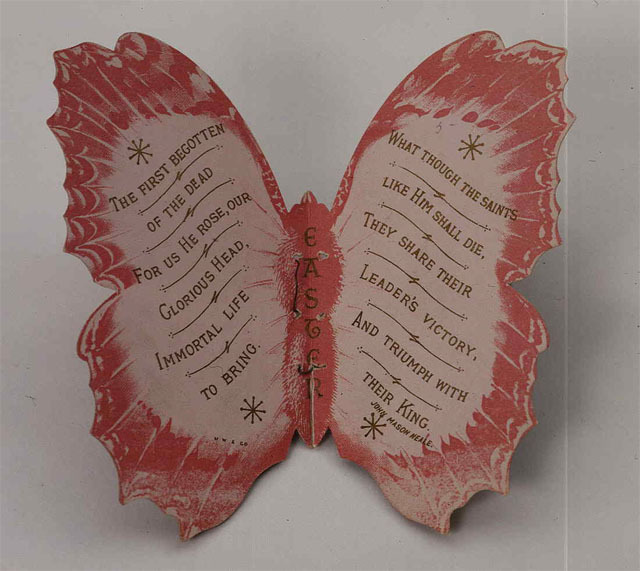 THE FIRST BEGOTTEN
OF THE DEAD
FOR US HE ROSE, OUR
GLORIOUS HEAD,
IMMORTAL LIFE
TO BRING.
W W & CO
EASTER
WHAT THOUGH THE SAINTS
LIKE HIM SHALL DIE,
THEY SHARE THEIR
LEADER'S VICTORY,
AND TRIUMPH WITH
THEIR KING.
JOHN MASON NEALE.